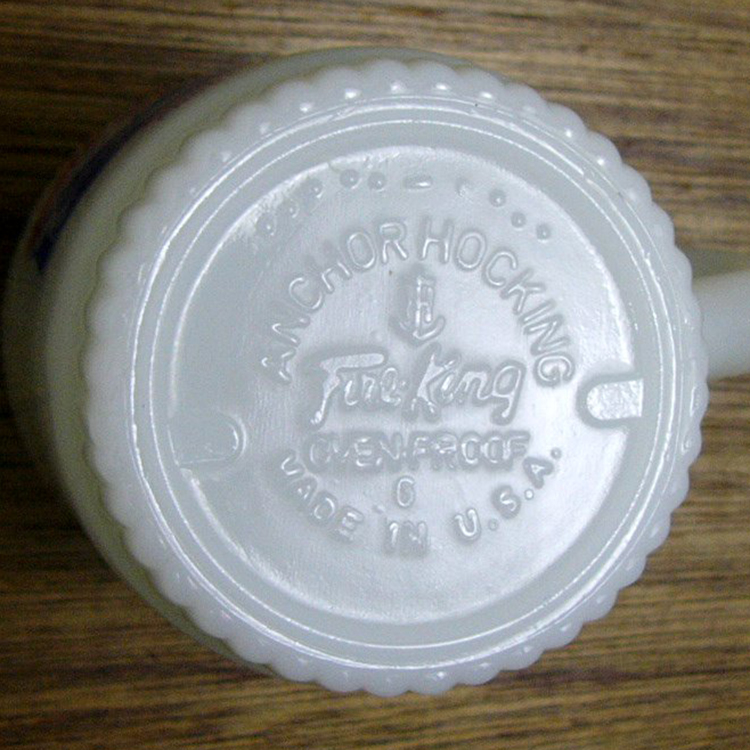 ANCHOR HOCKING
Fire-King
OVEN-PROOF
6
MADE IN U.S.A.